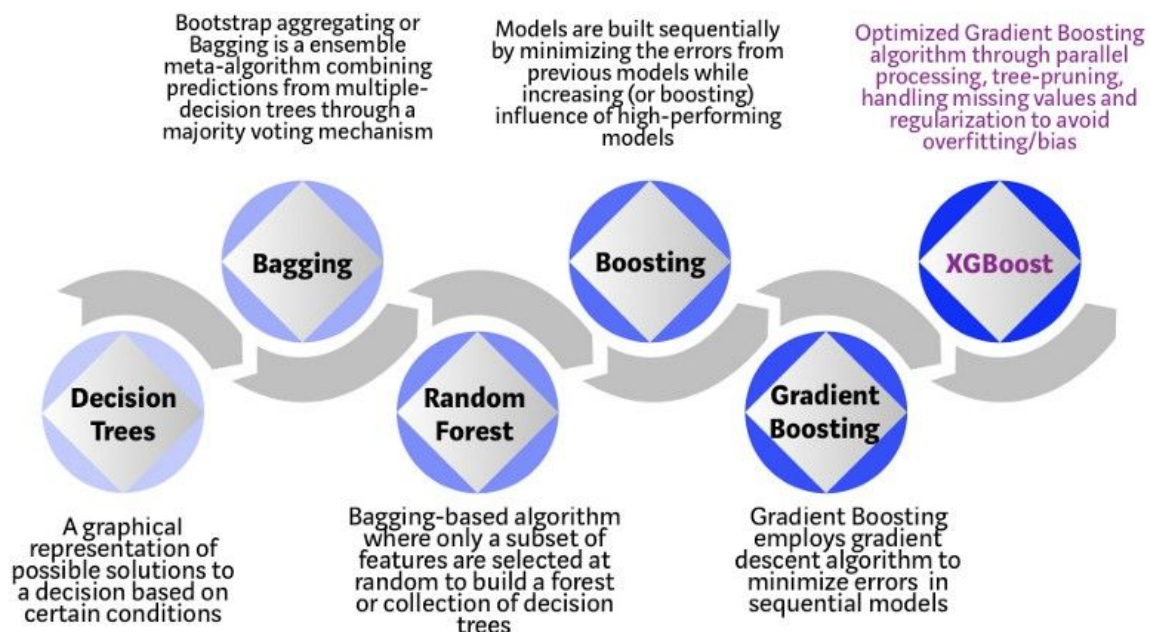 Bootstrap aggregating or
Bagging is a ensemble
meta-algorithm combining
predictions from multiple-
decision trees through a
majority voting mechanism
Models are built sequentially
by minimizing the errors from
previous models while
increasing (or boosting)
influence of high-performing
models
Optimized Gradient Boosting
algorithm through parallel
processing, tree-pruning,
handling missing values and
regularization to avoid
overfitting/bias
Bagging
Boosting
XGBoost
Decision
Trees
Random
Forest
Gradient
Boosting
A graphical
representation of
possible solutions to
a decision based on
certain conditions
Bagging-based algorithm
where only a subset of
features are selected at
random to build a forest
or collection of decision
trees
Gradient Boosting
employs gradient
descent algorithm to
minimize errors in
sequential models